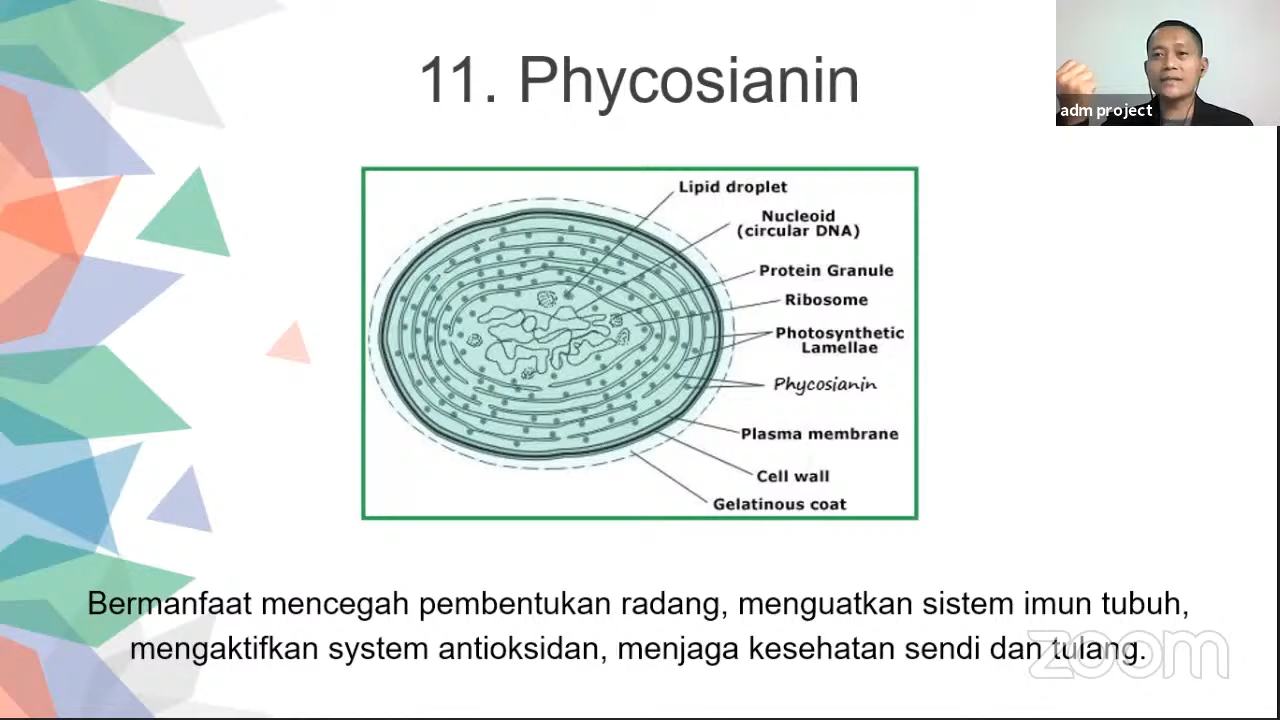 11. Phycosianin
adm project
Lipid droplet
Nucleoid
(circular DNA)
Protein Granule
Ribosome
Photosynthetic
Lamellae
Phycosianin
Plasma membrane
Cell wall
Gelatinous coat
Bermanfaat mencegah pembentukan radang, menguatkan sistem imun tubuh,
mengaktifkan system antioksidan, menjaga kesehatan sendi dan tulang.
zoom